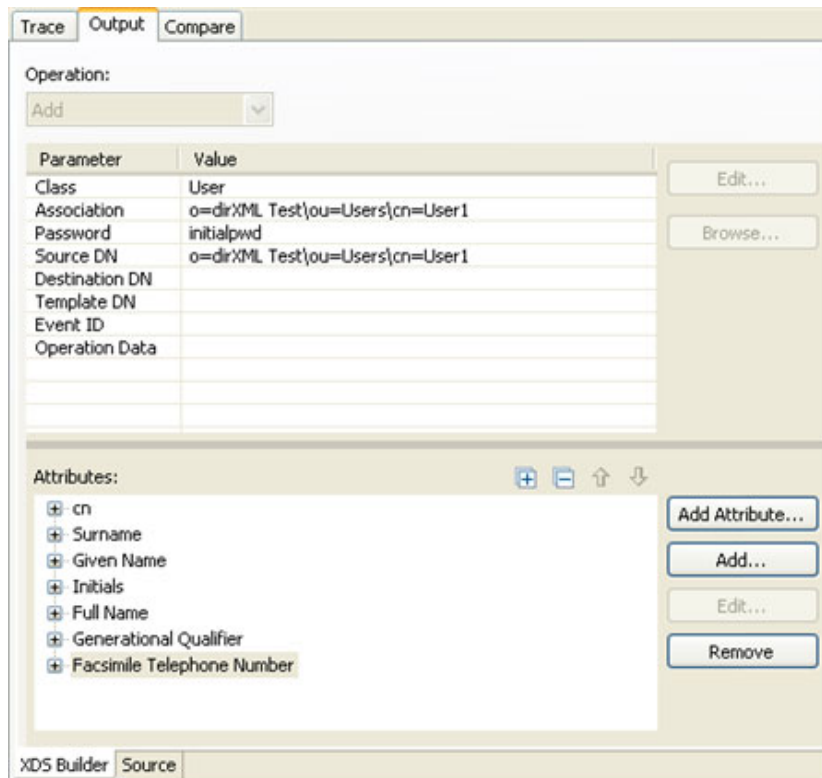 Trace Output Compare
Operation:
Add
Parameter Value
Class User
Association o=dirXML Test\ou=Users\cn=User1
Password initialpwd
Source DN o=dirXML Test\ou=Users\cn=User1
Destination DN
Template DN
Event ID
Operation Data
Edit...
Browse...
Attributes:
cn
Surname
Given Name
Initials
Full Name
Generational Qualifier
Facsimile Telephone Number
Add Attribute...
Add...
Edit...
Remove
XDS Builder Source